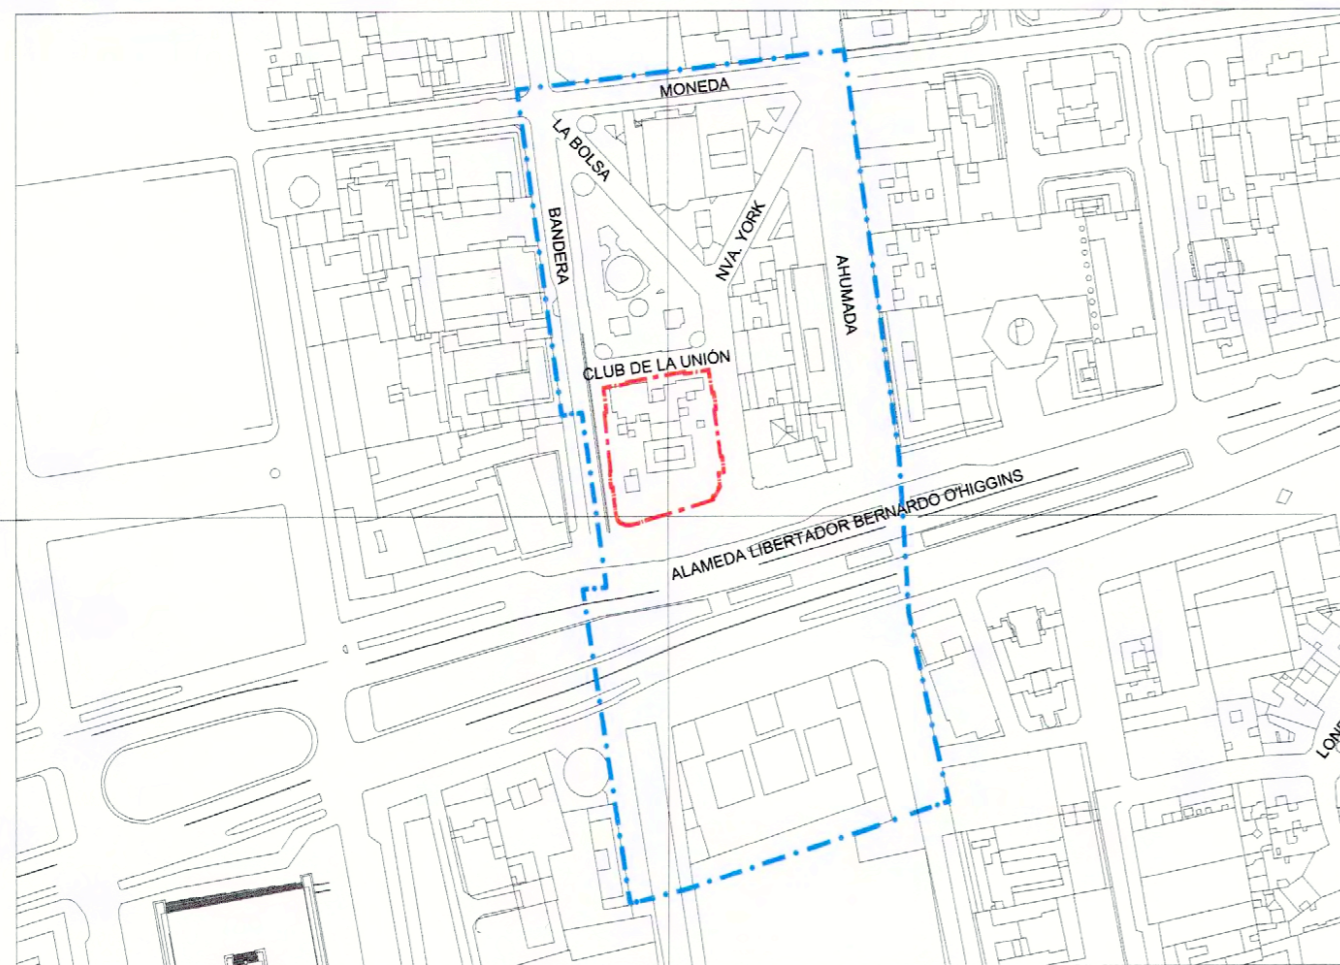 MONEDA
LA BOLSA
BANDERA
NVA. YORK
AHUMADA
CLUB DE LA UNIÓN
ALAMEDA LIBERTADOR BERNARDO O'HIGGINS